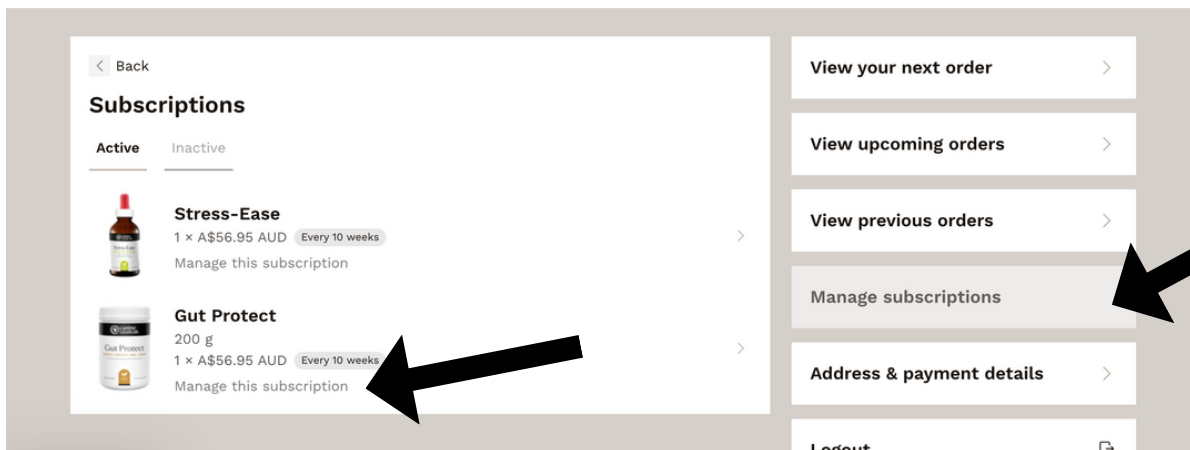 Back
Subscriptions
Active
Inactive
Stress-Ease
1 × A$56.95 AUD Every 10 weeks
Manage this subscription
Gut Protect
200 g
1 × A$56.95 AUD Every 10 weeks
Manage this subscription
Gut Protect
View your next order
View upcoming orders
View previous orders
Manage subscriptions
Address & payment details
Logout